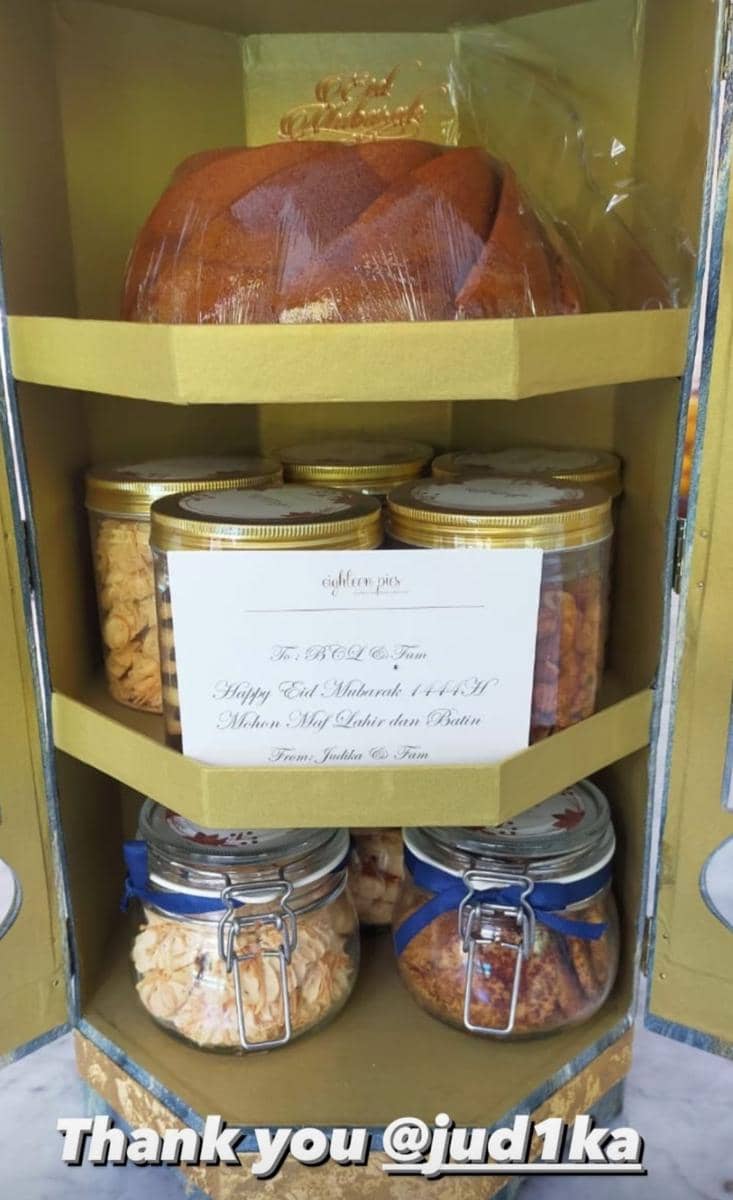 Eid
Mubarak
eighteen pies
To : BCL & Fam
Happy Eid Mubarak 1444H
Mohon Maf Lahir dan Batin
From: Judika & Fam
Thank you @jud1ka